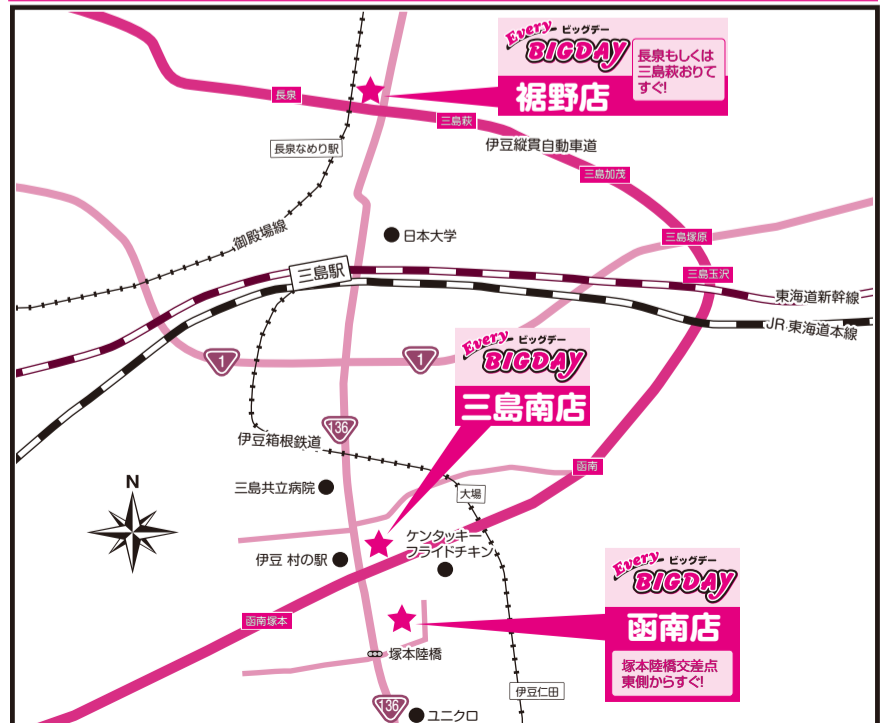 Every ビッグデー
BIGDAY
裾野店
長泉もしくは
三島萩おりて
すぐ!
長泉
三島萩
伊豆縦貫自動車道
長泉なめり駅
三島加茂
御殿場線
日本大学
三島塚原
三島駅
三島玉沢
東海道新幹線
JR 東海道本線
1
1
Every ビッグデー
BIGDAY
三島南店
136
伊豆箱根鉄道
函南
三島共立病院
大場
N
ケンタッキー
フライドチキン
伊豆 村の駅
Every ビッグデー
BIGDAY
函南店
塚本陸橋交差点
東側からすぐ!
函南塚本
塚本陸橋
伊豆仁田
136
ユニクロ